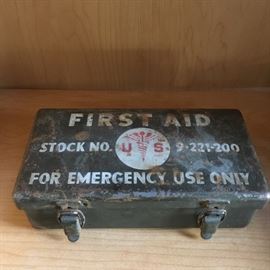 FIRST AID
STOCK NO. U S 9-221-200
FOR EMERGENCY USE ONLY